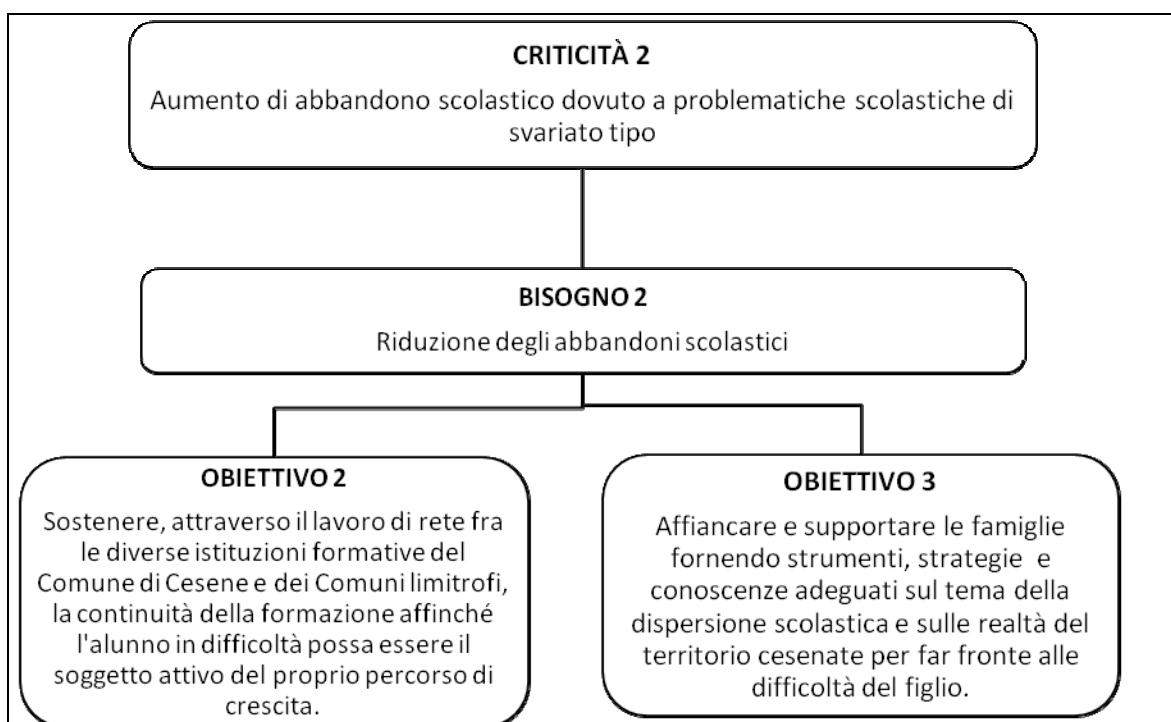 CRITICITÀ 2
Aumento di abbandono scolastico dovuto a problematiche scolastiche di
svariato tipo
BISOGNO 2
Riduzione degli abbandoni scolastici
OBIETTIVO 2
Sostenere, attraverso il lavoro di rete fra
le diverse istituzioni formative del
Comune di Cesene e dei Comuni limitrofi,
la continuità della formazione affinché
l'alunno in difficoltà possa essere il
soggetto attivo del proprio percorso di
crescita.
OBIETTIVO 3
Affiancare e supportare le famiglie
fornendo strumenti, strategie e
conoscenze adeguati sul tema della
dispersione scolastica e sulle realtà del
territorio cesenate per far fronte alle
difficoltà del figlio.